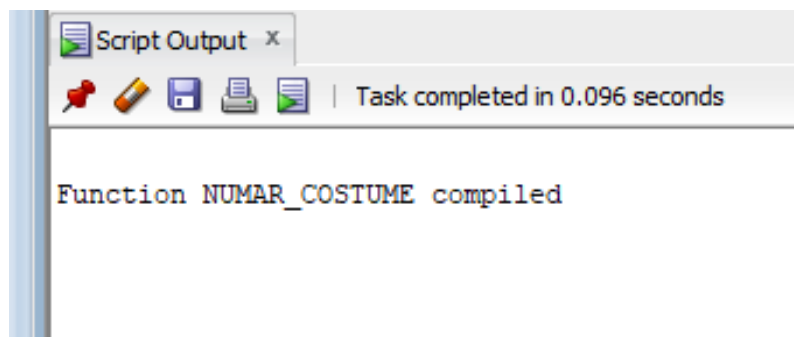 Script Output x
Task completed in 0.096 seconds
Function NUMAR_COSTUME compiled